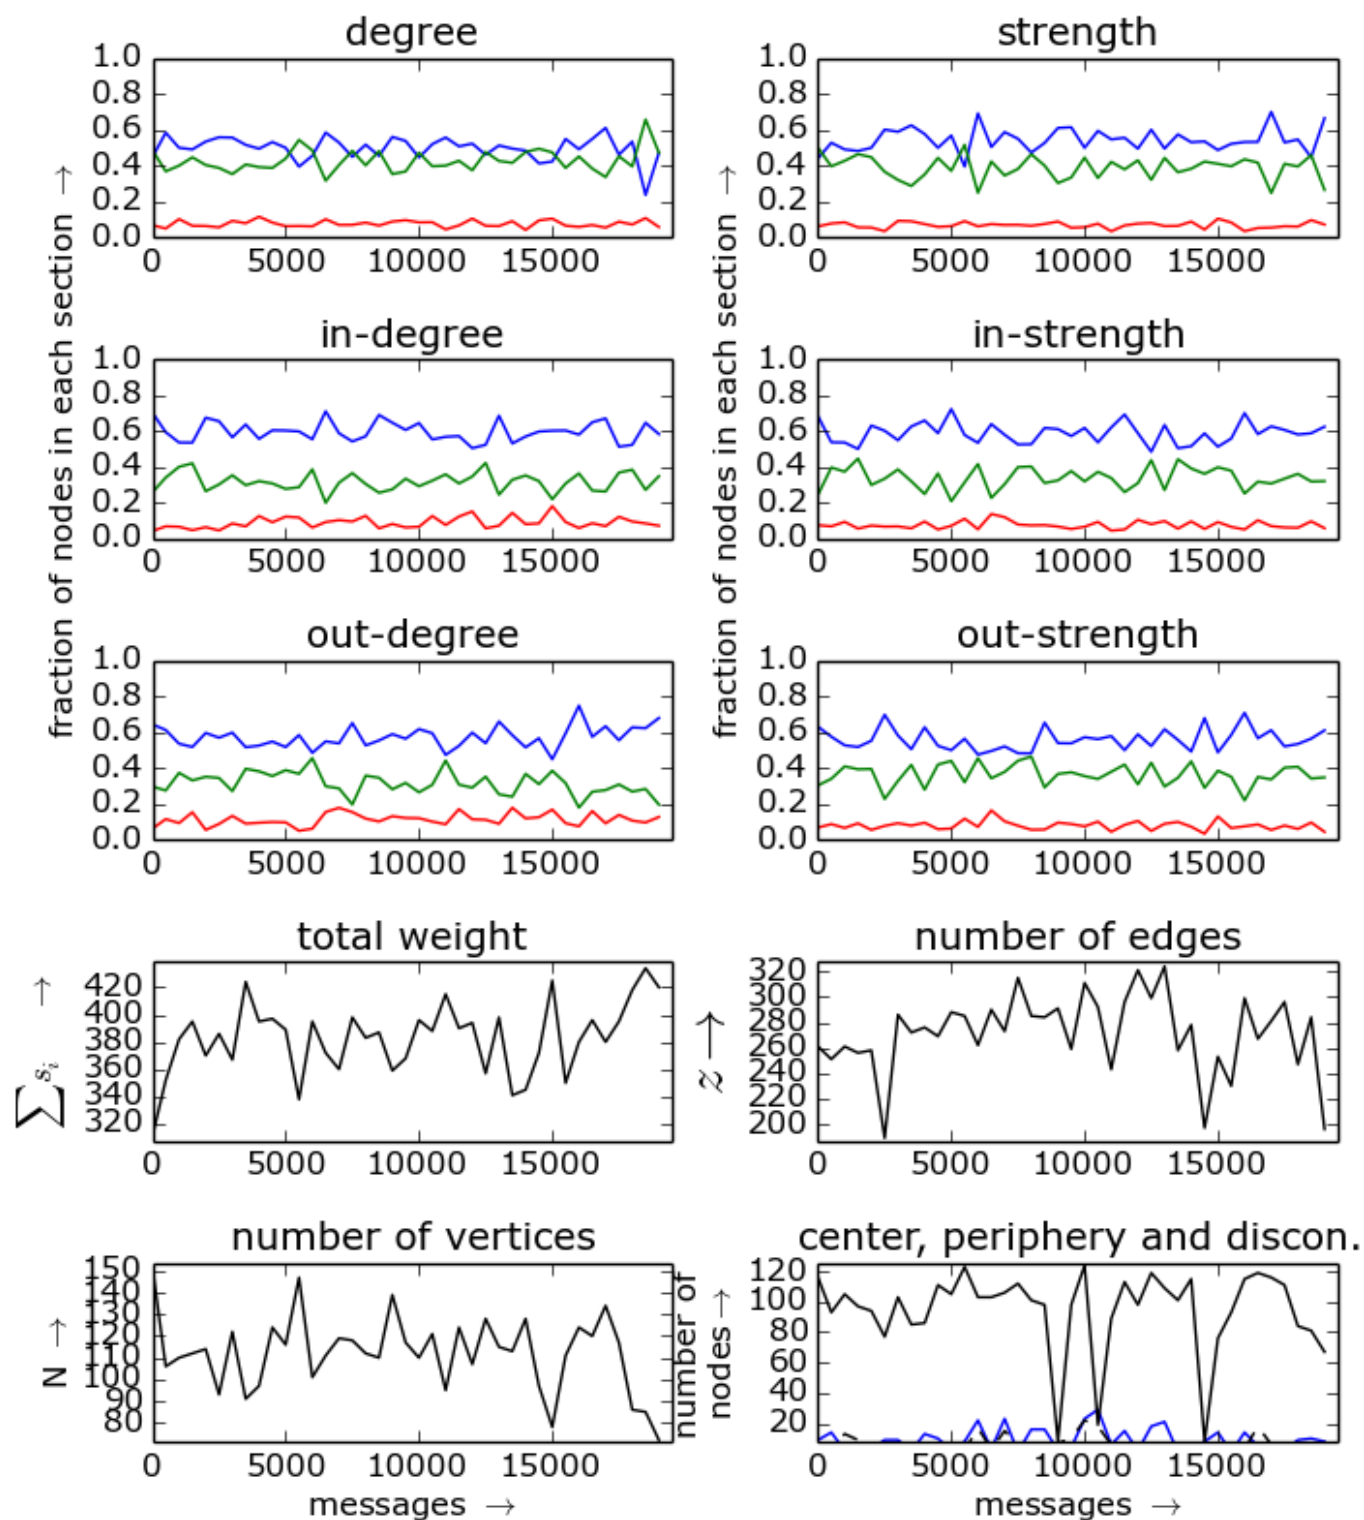 degree
strength
1.0
0.8
0.6
0.4
0.2
0.0
0 5000 10000 15000
1.0
0.8
0.6
0.4
0.2
0.0
0 5000 10000 15000
fraction of nodes in each section →
fraction of nodes in each section →
in-degree
in-strength
1.0
0.8
0.6
0.4
0.2
0.0
0 5000 10000 15000
1.0
0.8
0.6
0.4
0.2
0.0
0 5000 10000 15000
out-degree
out-strength
1.0
0.8
0.6
0.4
0.2
0.0
0 5000 10000 15000
1.0
0.8
0.6
0.4
0.2
0.0
0 5000 10000 15000
total weight
number of edges
∑ s_i →
420
400
380
360
340
320
0 5000 10000 15000
z →
320
300
280
260
240
220
200
0 5000 10000 15000
number of vertices
center, periphery and discon.
N →
150
140
130
120
110
100
90
80
0 5000 10000 15000
messages →
number of
nodes →
120
100
80
60
40
20
0 5000 10000 15000
messages →